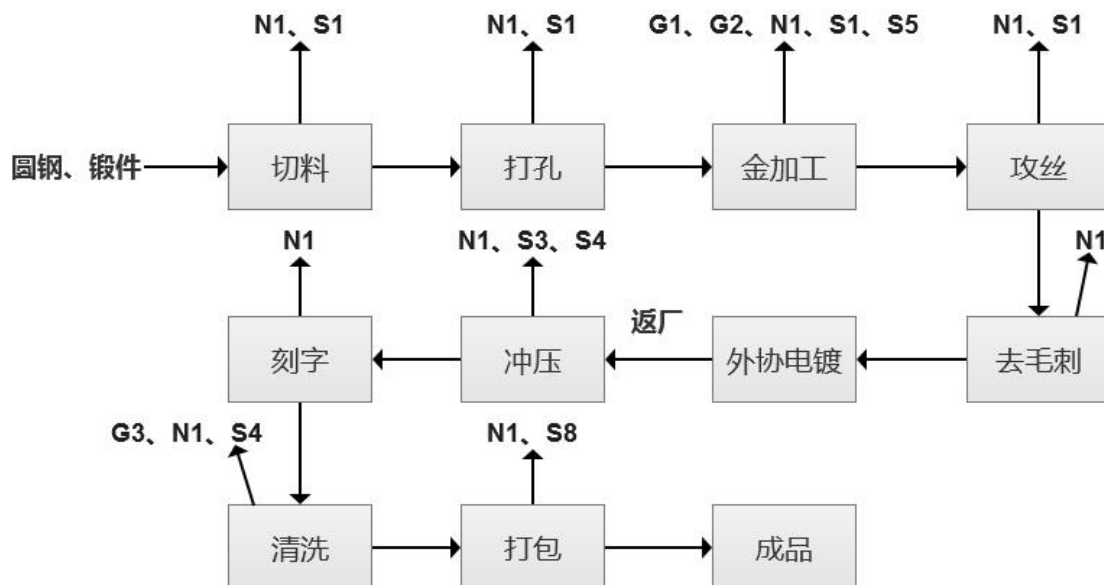 N1、S1
N1、S1
G1、G2、N1、S1、S5
N1、S1
圆钢、锻件
切料
打孔
金加工
攻丝
N1
N1、S3、S4
N1
返厂
刻字
冲压
外协电镀
去毛刺
G3、N1、S4
N1、S8
清洗
打包
成品